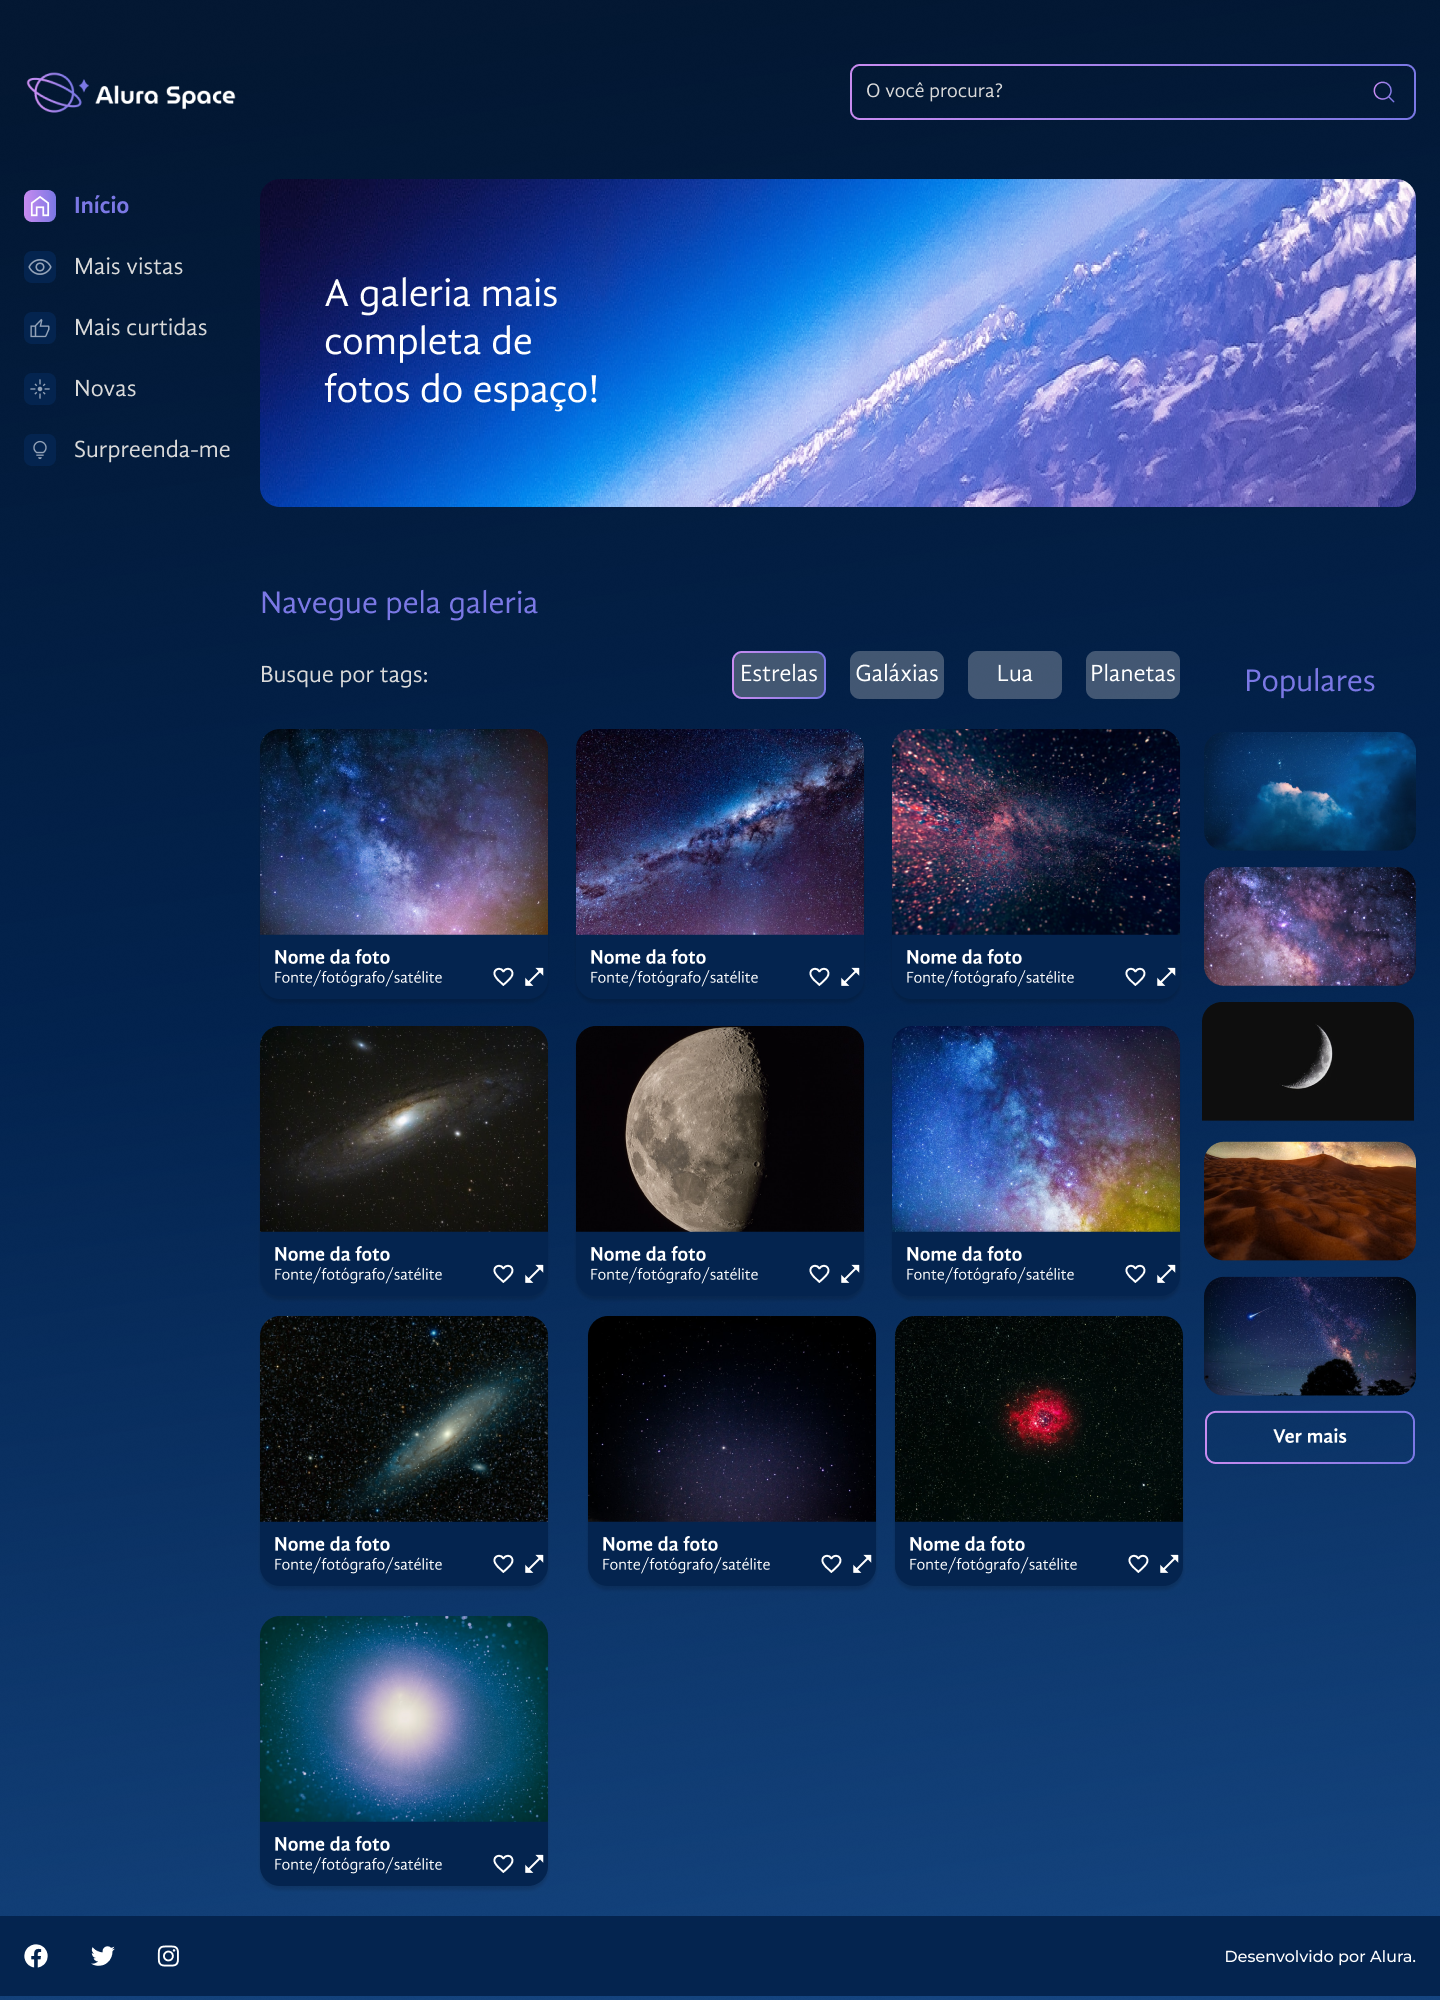 Alura Space
O você procura?
Início
Mais vistas
Mais curtidas
Novas
Surpreenda-me
A galeria mais
completa de
fotos do espaço!
Navegue pela galeria
Busque por tags:
Estrelas
Galáxias
Lua
Planetas
Populares
Nome da foto
Fonte/fotógrafo/satélite
Nome da foto
Fonte/fotógrafo/satélite
Nome da foto
Fonte/fotógrafo/satélite
Nome da foto
Fonte/fotógrafo/satélite
Nome da foto
Fonte/fotógrafo/satélite
Nome da foto
Fonte/fotógrafo/satélite
Nome da foto
Fonte/fotógrafo/satélite
Nome da foto
Fonte/fotógrafo/satélite
Nome da foto
Fonte/fotógrafo/satélite
Ver mais
Nome da foto
Fonte/fotógrafo/satélite
Desenvolvido por Alura.